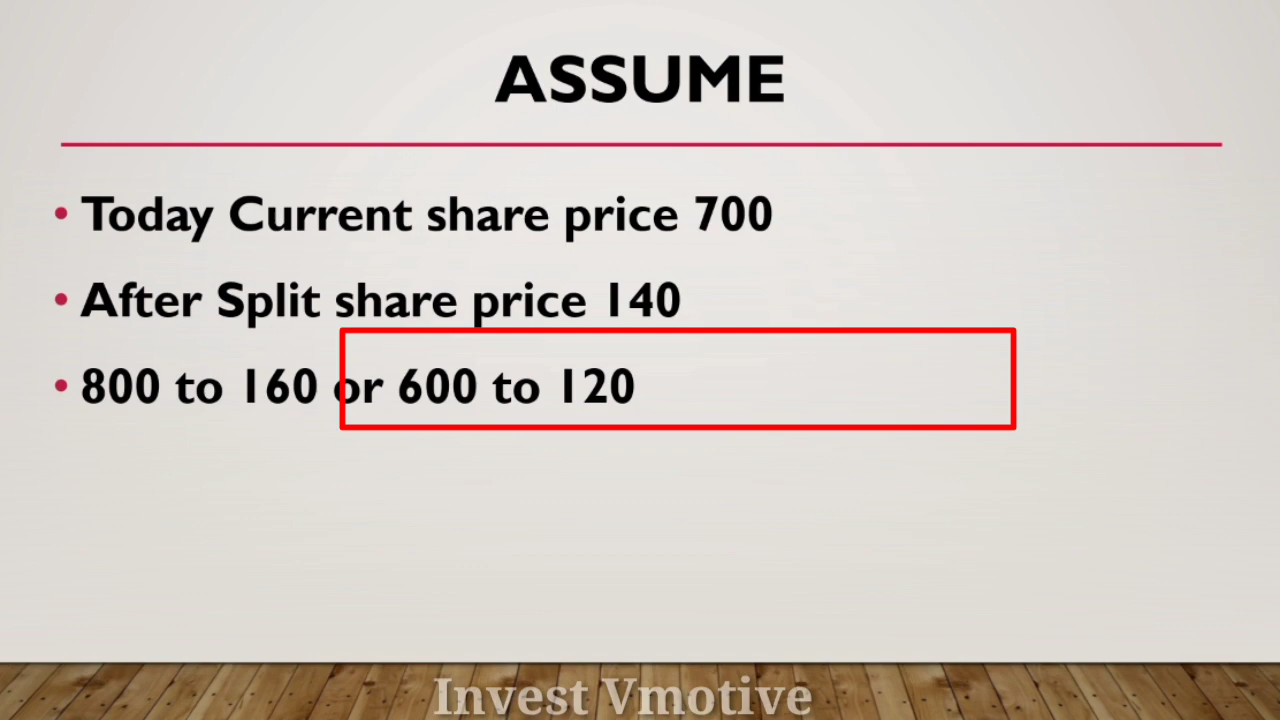 ASSUME
Today Current share price 700
After Split share price 140
800 to 160 or 600 to 120
Invest Vmotive